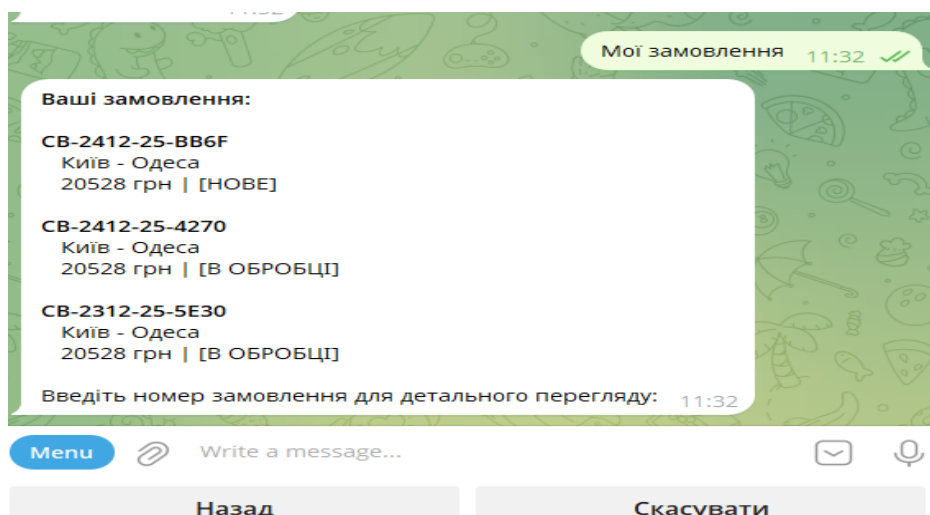 Мої замовлення 11:32
Ваші замовлення:
СВ-2412-25-BB6F
Київ - Одеса
20528 грн | [НОВЕ]
СВ-2412-25-4270
Київ - Одеса
20528 грн | [В ОБРОБЦІ]
СВ-2312-25-5E30
Київ - Одеса
20528 грн | [В ОБРОБЦІ]
Введіть номер замовлення для детального перегляду: 11:32
Menu Write a message...
Назад Скасувати